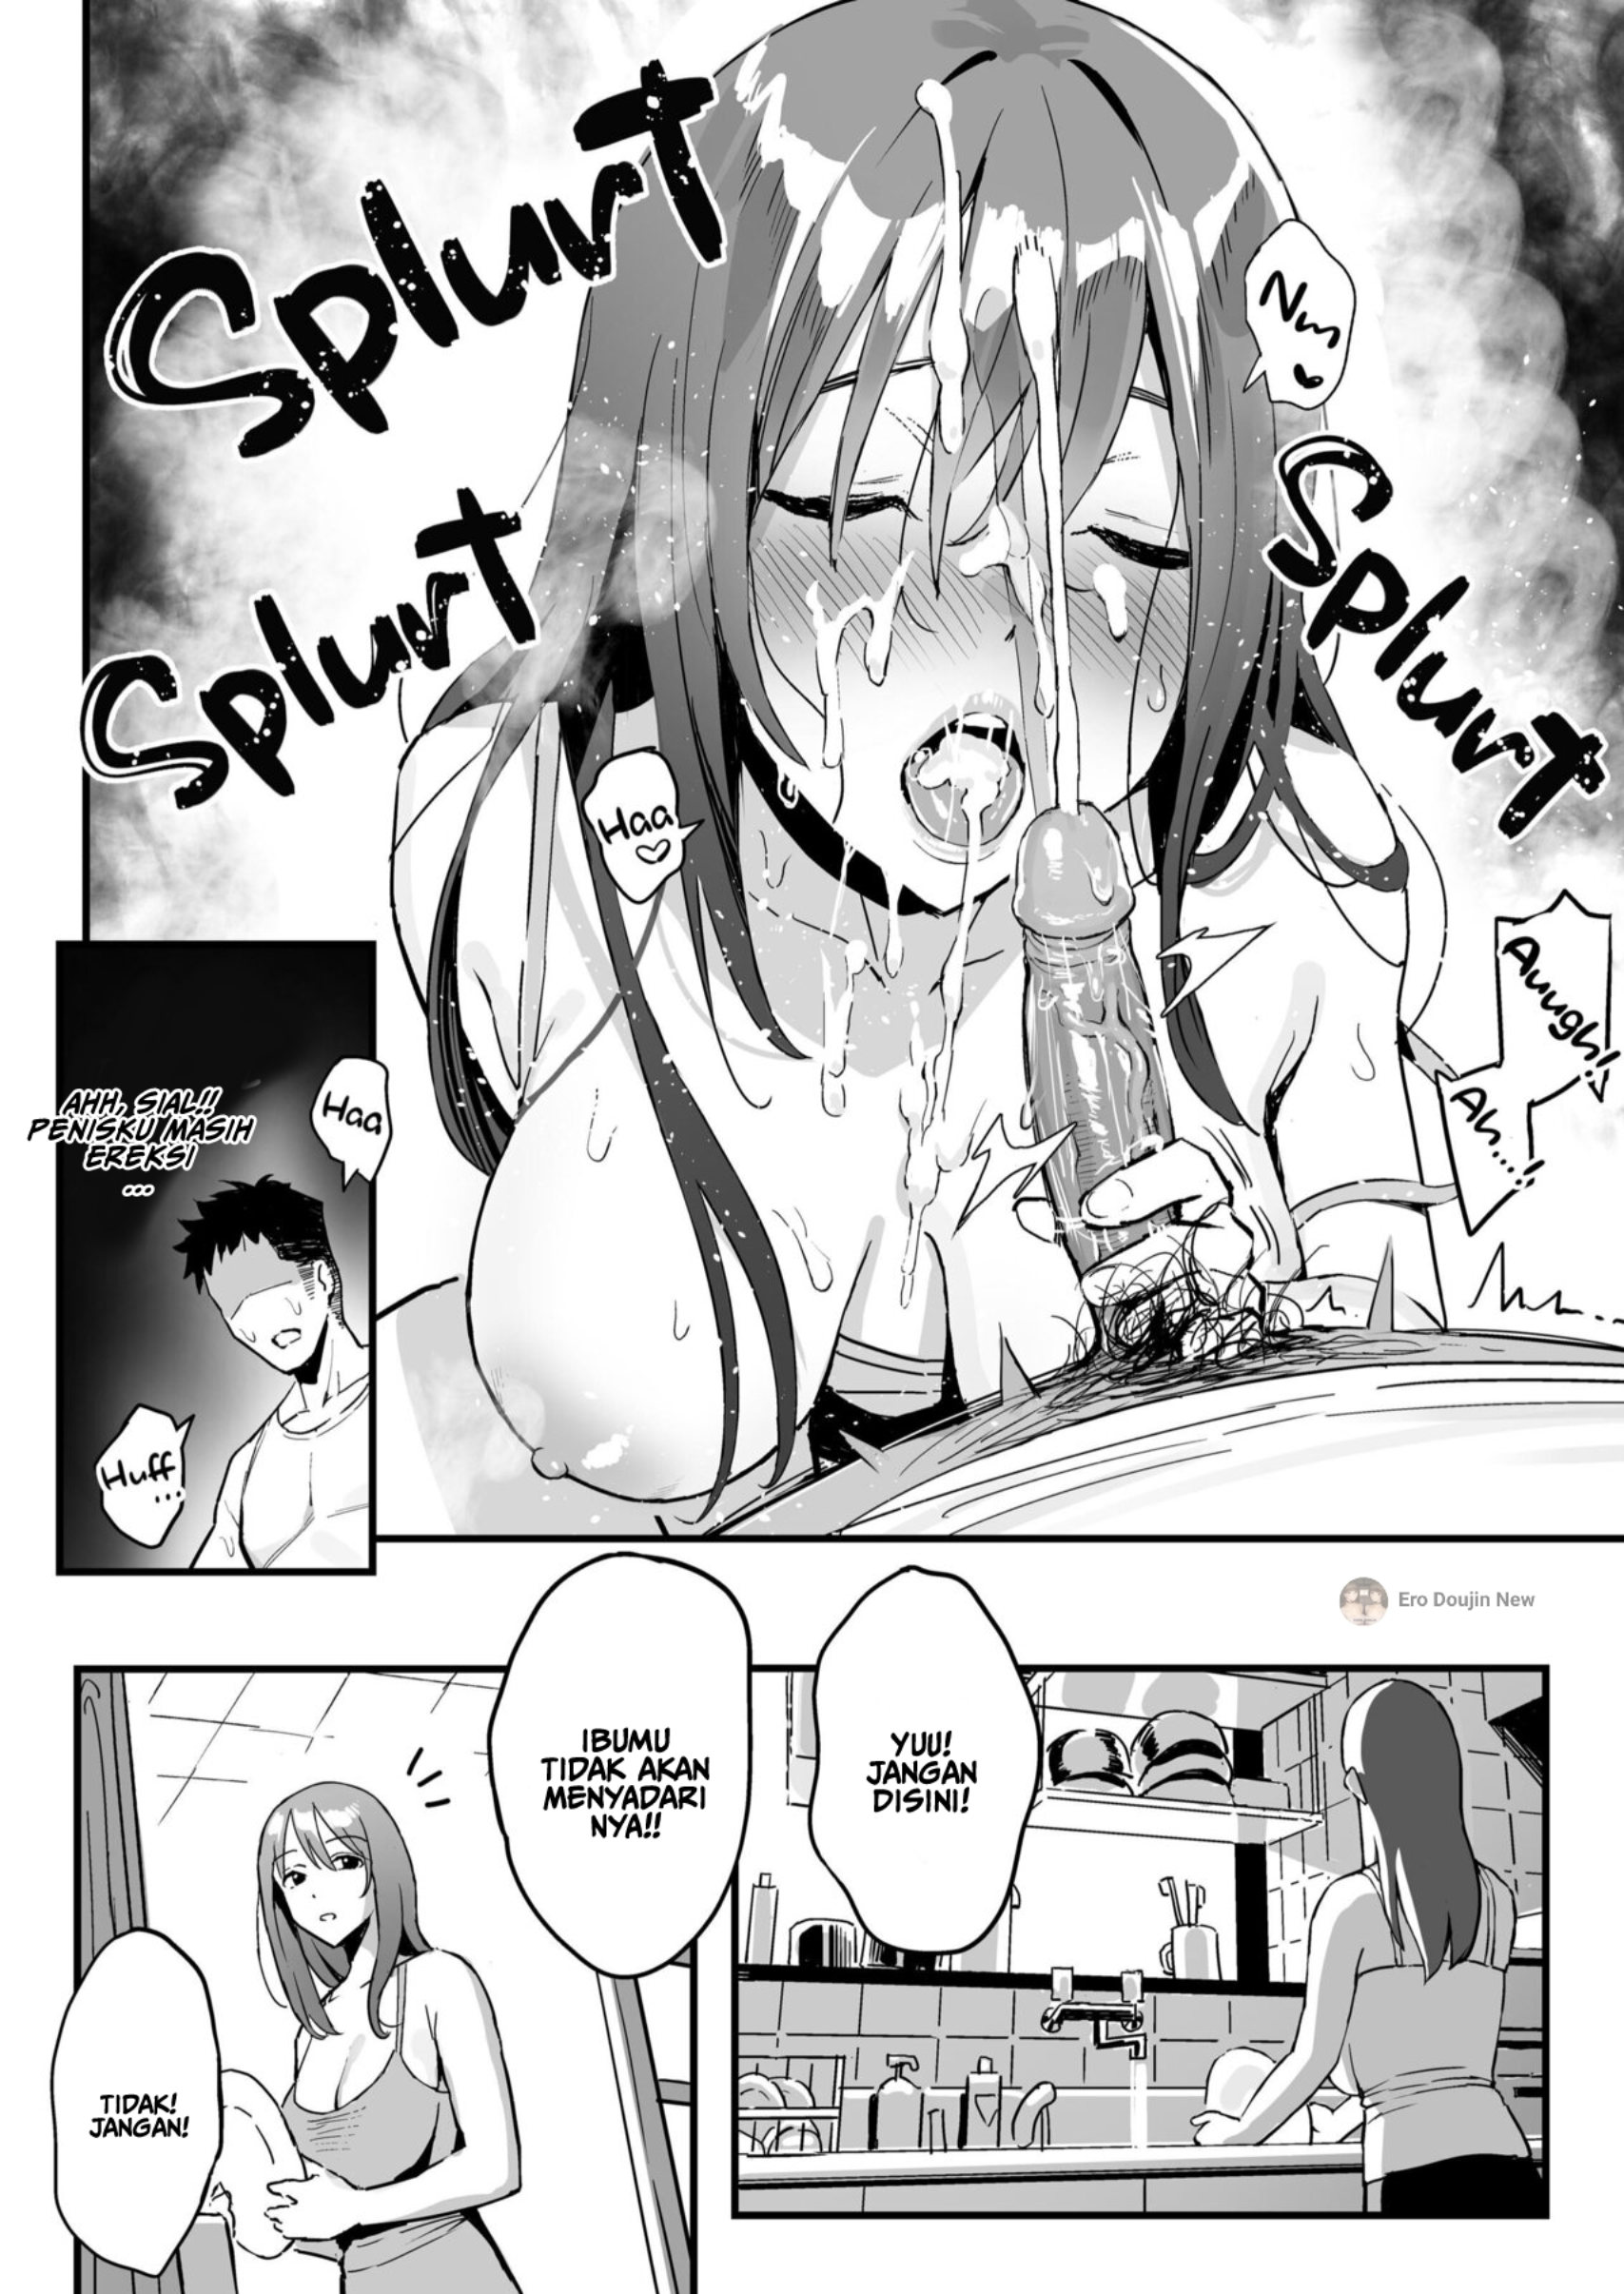 Splurt
Nm
Splurt
Splurt
Haa
Auugh!
Ah...!
AHH, SIAL!!
PENISKU MASIH
EREKSI
...
Haa
Huff
...
Ero Doujin New
YUU!
JANGAN
DISINI!
IBUMU
TIDAK AKAN
MENYADARI
NYA!!
TIDAK!
JANGAN!